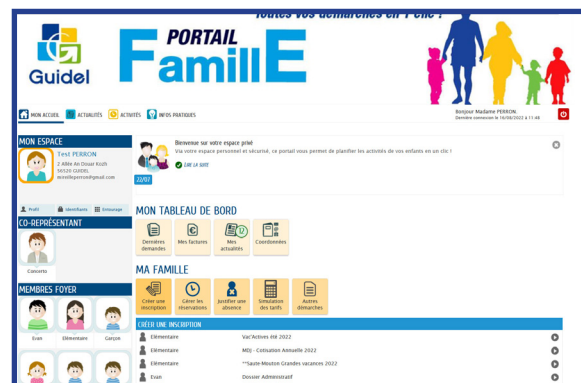 Toutes vos démarches en 1 clic !
Guidel
PORTAIL
FamillE
MON ACCUEIL
ACTUALITÉS
ACTIVITÉS
INFOS PRATIQUES
Bonjour Madame PERRON
Dernière connexion le 16/08/2022 à 11:48
MON ESPACE
Test PERRON
2 Allée An Douar Kozh
56520 GUIDEL
mirelleperron@gmail.com
Profil
Identifiants
Entourage
CO-REPRÉSENTANT
Concerto
MEMBRES FOYER
Evan
Elémentaire
Garçon
Bienvenue sur votre espace privé
Via votre espace personnel et sécurisé, ce portail vous permet de planifier les activités de vos enfants en un clic !
LIRE LA SUITE
22/07
MON TABLEAU DE BORD
Dernières demandes
Mes factures
Mes actualités
12
Coordonnées
MA FAMILLE
Créer une inscription
Gérer les réservations
Justifier une absence
Simulation des tarifs
Autres démarches
CRÉER UNE INSCRIPTION
Elémentaire Vac'Actives été 2022
Elémentaire MDJ - Cotisation Annuelle 2022
Elémentaire **Saute-Mouton Grandes vacances 2022
Evan Dossier Administratif